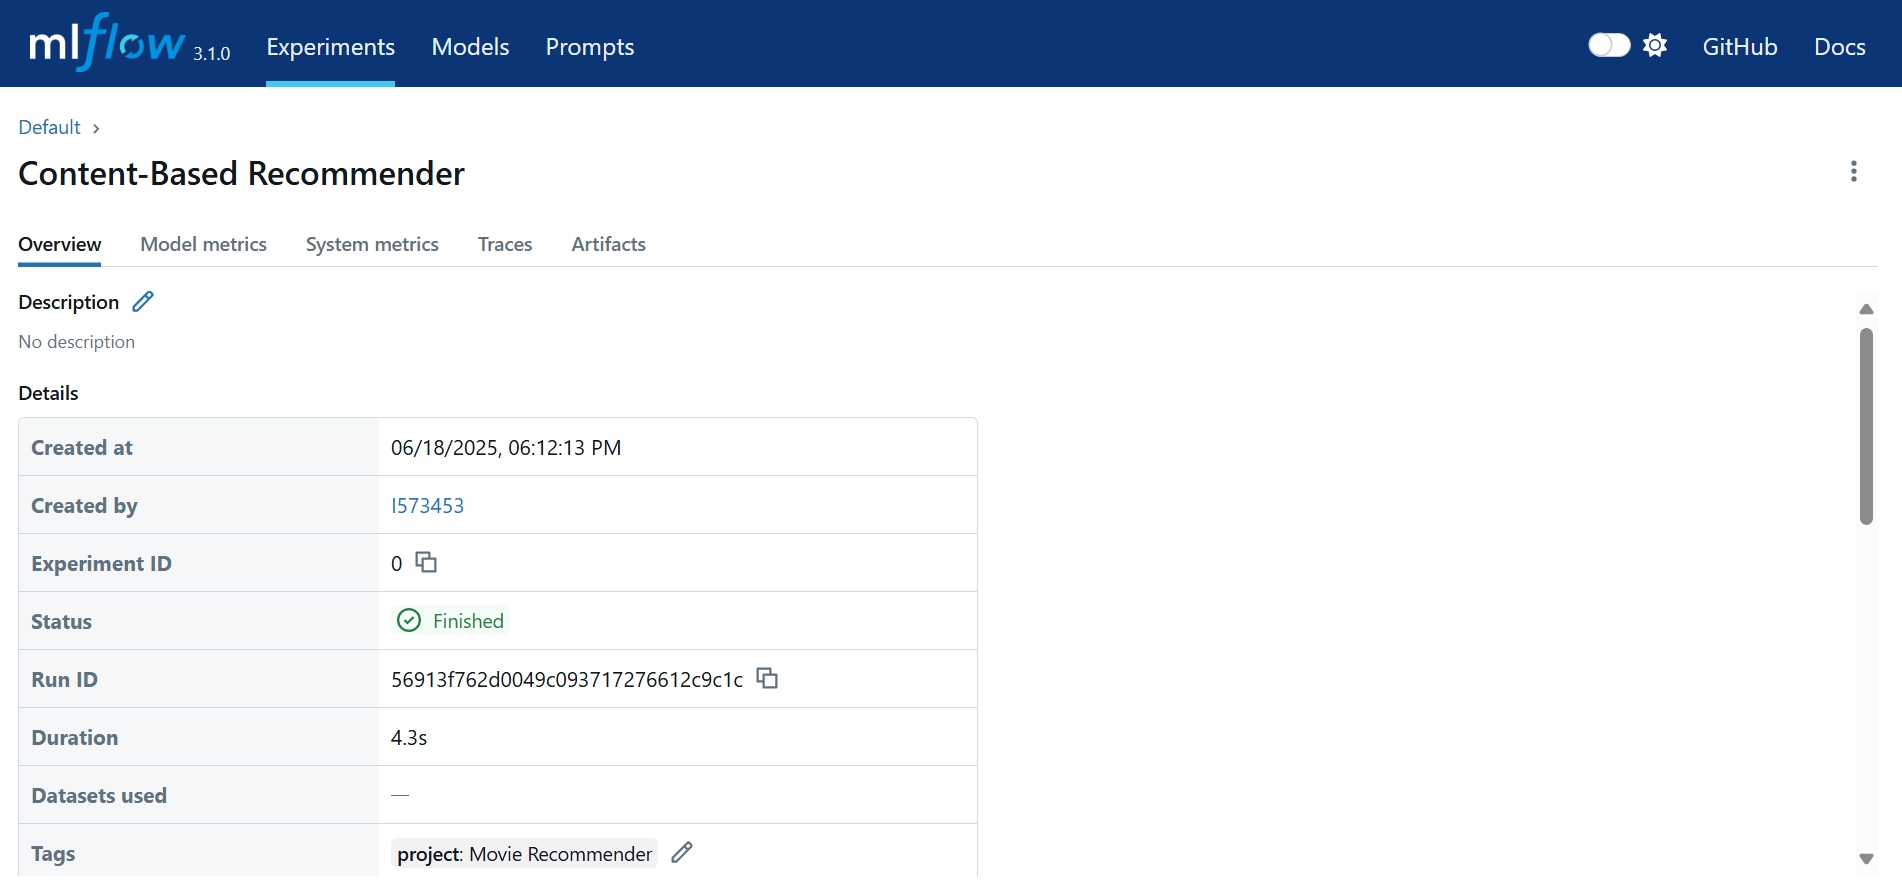 mlflow 3.1.0 Experiments Models Prompts GitHub Docs
Default
Content-Based Recommender
Overview Model metrics System metrics Traces Artifacts
Description
No description
Details
Created at 06/18/2025, 06:12:13 PM
Created by I573453
Experiment ID 0
Status Finished
Run ID 56913f762d0049c093717276612c9c1c
Duration 4.3s
Datasets used —
Tags project: Movie Recommender